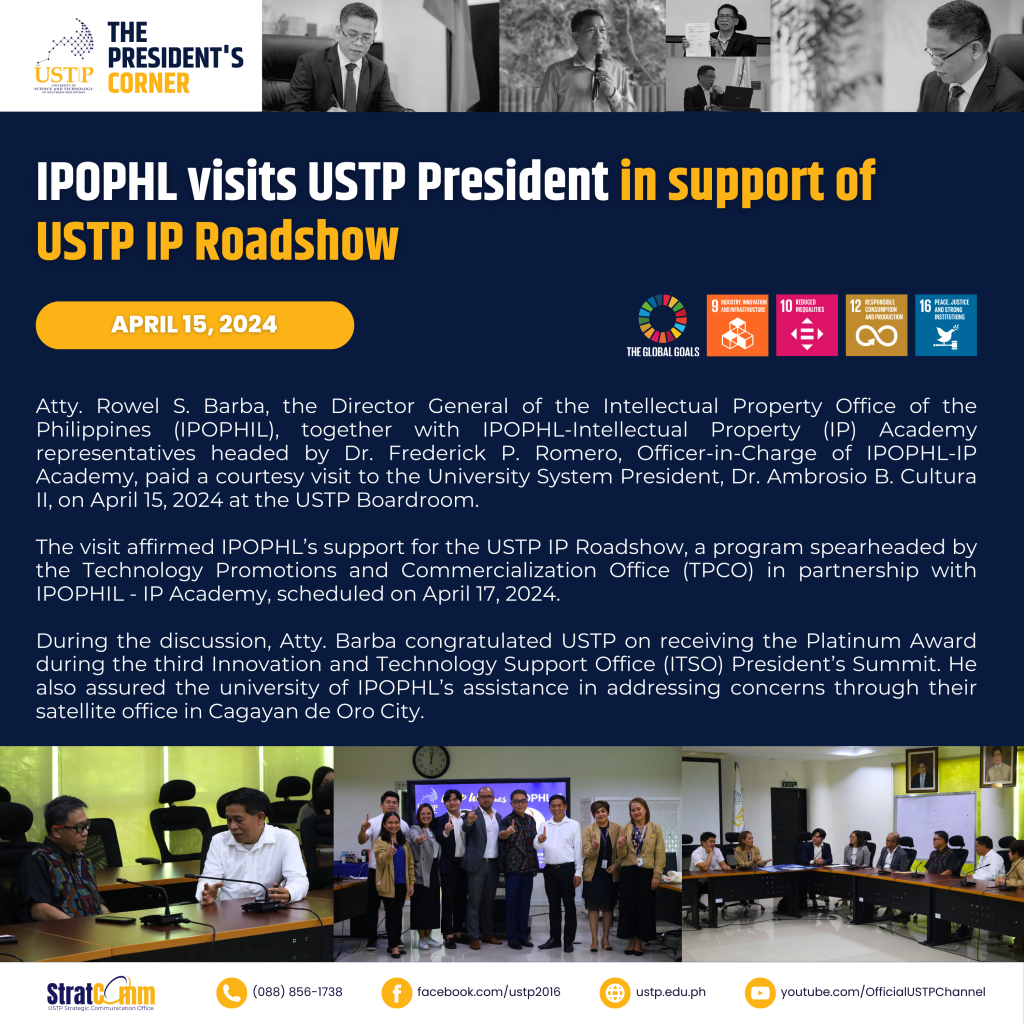 USTP
UNIVERSITY OF
SCIENCE AND TECHNOLOGY
OF SOUTHERN PHILIPPINES
THE
PRESIDENT'S
CORNER
IPOPHL visits USTP President in support of
USTP IP Roadshow
APRIL 15, 2024
THE GLOBAL GOALS
9 INDUSTRY, INNOVATION
AND INFRASTRUCTURE
10 REDUCED
INEQUALITIES
12 RESPONSIBLE
CONSUMPTION
AND PRODUCTION
16 PEACE, JUSTICE
AND STRONG
INSTITUTIONS
Atty. Rowel S. Barba, the Director General of the Intellectual Property Office of the
Philippines (IPOPHIL), together with IPOPHL-Intellectual Property (IP) Academy
representatives headed by Dr. Frederick P. Romero, Officer-in-Charge of IPOPHL-IP
Academy, paid a courtesy visit to the University System President, Dr. Ambrosio B. Cultura
II, on April 15, 2024 at the USTP Boardroom.
The visit affirmed IPOPHL's support for the USTP IP Roadshow, a program spearheaded by
the Technology Promotions and Commercialization Office (TPCO) in partnership with
IPOPHIL - IP Academy, scheduled on April 17, 2024.
During the discussion, Atty. Barba congratulated USTP on receiving the Platinum Award
during the third Innovation and Technology Support Office (ITSO) President's Summit. He
also assured the university of IPOPHL's assistance in addressing concerns through their
satellite office in Cagayan de Oro City.
StratComm
USTP Strategic Communication Office
(088) 856-1738
facebook.com/ustp2016
ustp.edu.ph
youtube.com/OfficialUSTPChannel